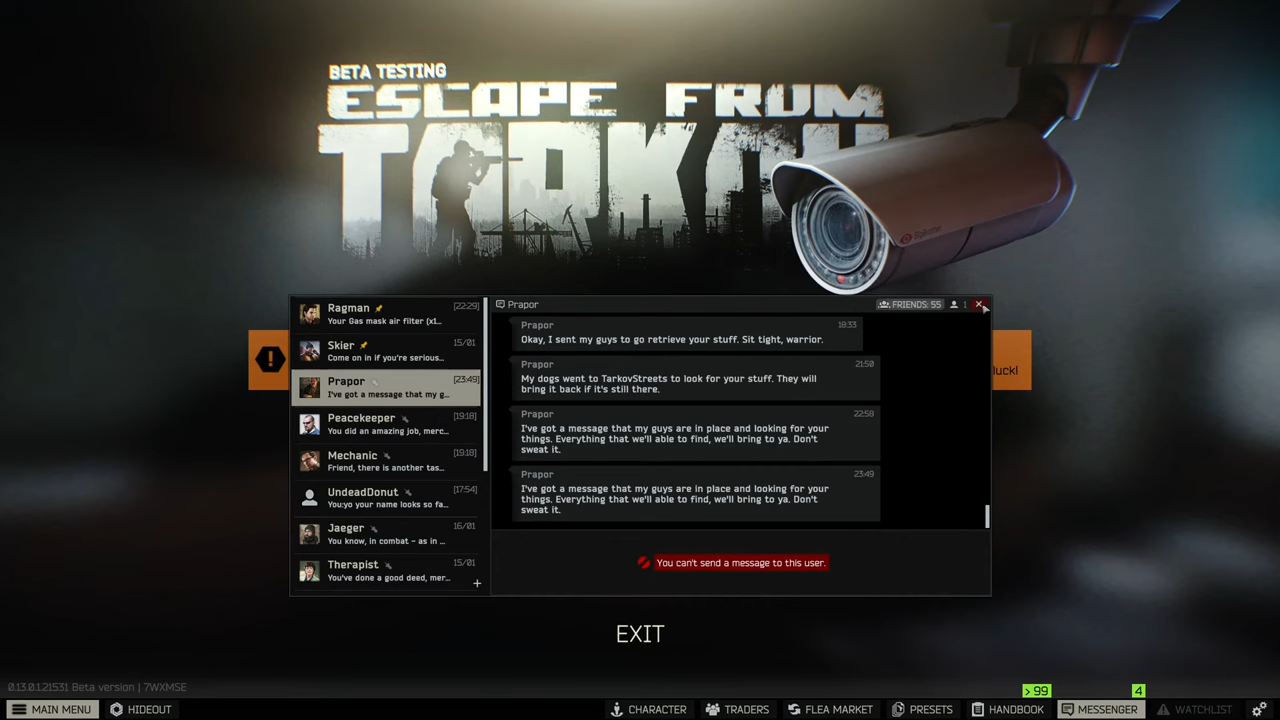 BETA TESTING
ESCAPE FROM
TARKOV
Ragman
[22:29]
Your Gas mask air filter (x1...
Skier
15/01
Come on in if you're serious...
Prapor
[23:49]
I've got a message that my g...
Peacekeeper
[19:18]
You did an amazing job, merc...
Mechanic
[19:18]
Friend, there is another tas...
UndeadDonut
[17:54]
You:yo your name looks so fa...
Jaeger
16/01
You know, in combat – as in ...
Therapist
15/01
You've done a good deed, mer...
+
Prapor
FRIENDS: 55
1
Prapor
18:33
Okay, I sent my guys to go retrieve your stuff. Sit tight, warrior.
Prapor
21:50
My dogs went to TarkovStreets to look for your stuff. They will
bring it back if it's still there.
Prapor
22:58
I've got a message that my guys are in place and looking for your
things. Everything that we'll able to find, we'll bring to ya. Don't
sweat it.
Prapor
23:49
I've got a message that my guys are in place and looking for your
things. Everything that we'll able to find, we'll bring to ya. Don't
sweat it.
You can't send a message to this user.
luck!
EXIT
0.13.0.1.21531 Beta version | 7WXMSE
> 99
4
MAIN MENU
HIDEOUT
CHARACTER
TRADERS
FLEA MARKET
PRESETS
HANDBOOK
MESSENGER
WATCHLIST